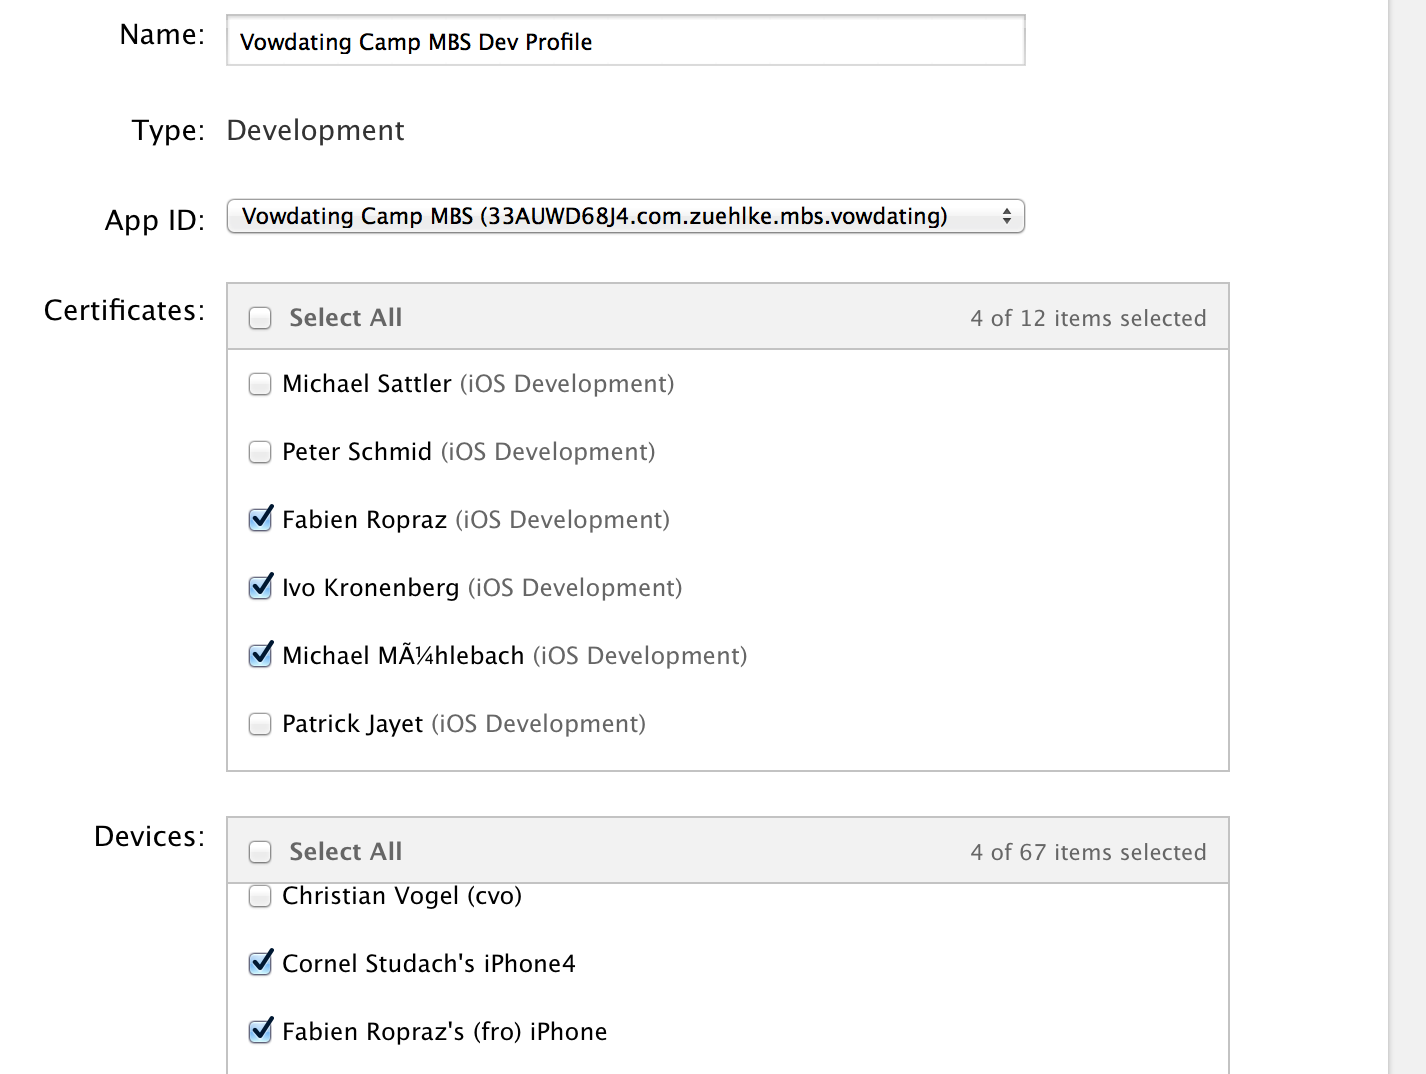 Name: Vowdating Camp MBS Dev Profile
Type: Development
App ID: Vowdating Camp MBS (33AUWD68J4.com.zuehlke.mbs.vowdating)
Certificates: Select All 4 of 12 items selected
Michael Sattler (iOS Development)
Peter Schmid (iOS Development)
Fabien Ropraz (iOS Development)
Ivo Kronenberg (iOS Development)
Michael MÃ¼hlebach (iOS Development)
Patrick Jayet (iOS Development)
Devices: Select All 4 of 67 items selected
Christian Vogel (cvo)
Cornel Studach's iPhone4
Fabien Ropraz's (fro) iPhone